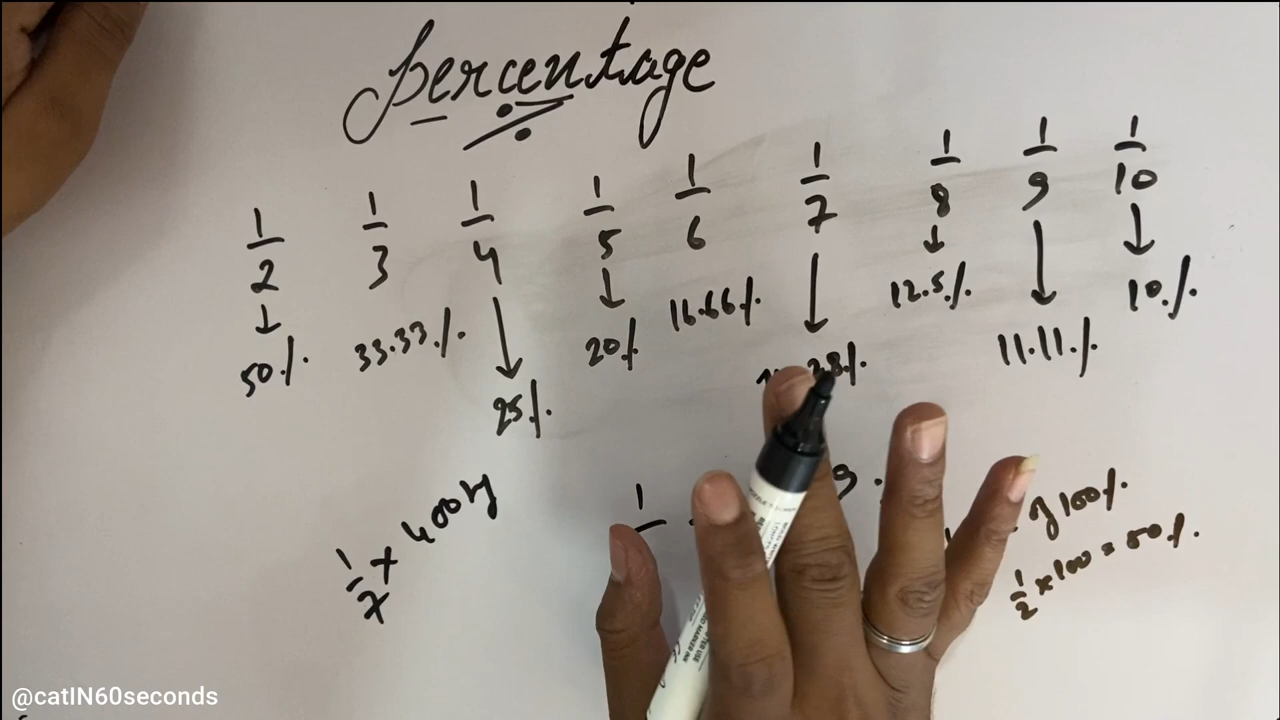 Percentage
%
1/2 1/3 1/4 1/5 1/6 1/7 1/8 1/9 1/10
50% 33.33% 25% 20% 16.66% 28% 12.5% 11.11% 10%
1/7 × 400
100%
1/2 × 100 = 50%
@catIN60seconds